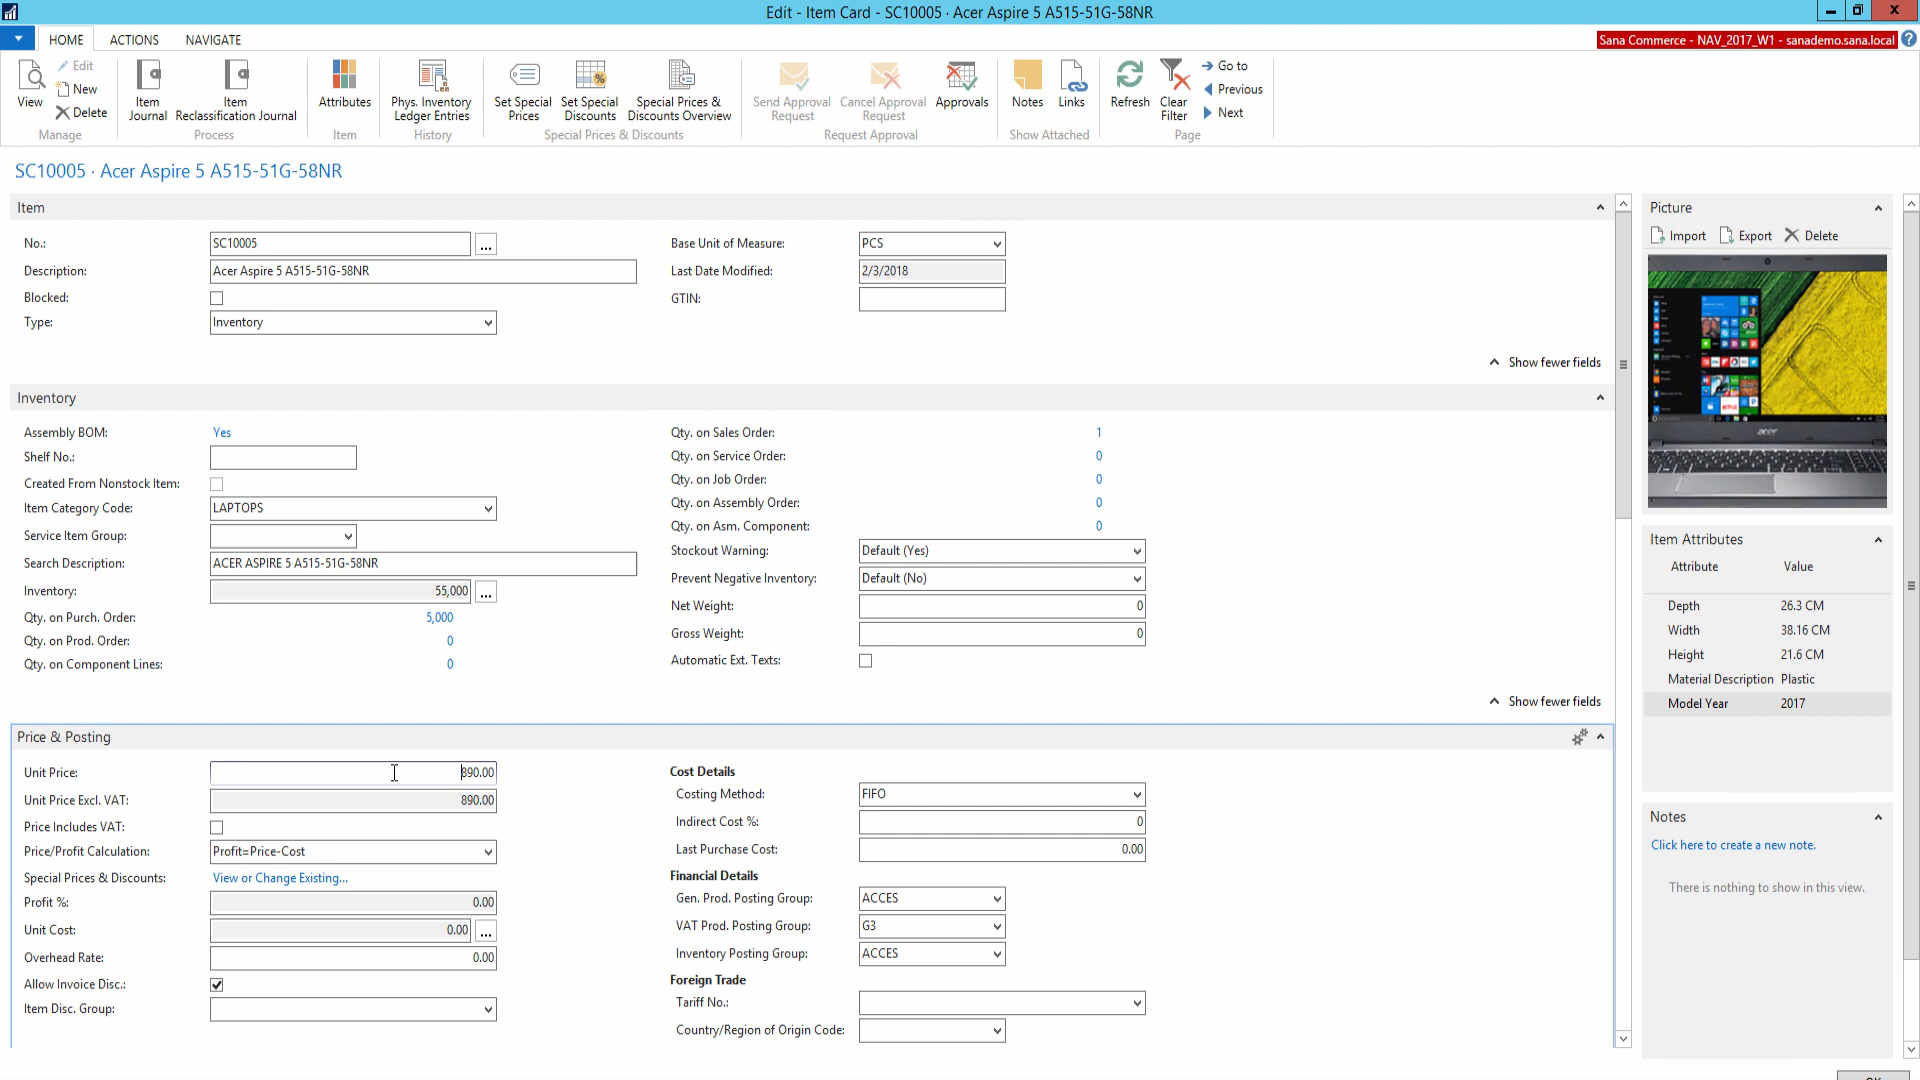 Edit - Item Card - SC10005 · Acer Aspire 5 A515-51G-58NR
HOME ACTIONS NAVIGATE
Sana Commerce - NAV_2017_W1 - sanademo.sana.local
View
Edit
New
Delete
Manage
Item Journal
Item Reclassification Journal
Process
Attributes
Item
Phys. Inventory Ledger Entries
History
Set Special Prices
Set Special Discounts
Special Prices & Discounts Overview
Special Prices & Discounts
Send Approval Request
Cancel Approval Request
Approvals
Request Approval
Notes
Links
Show Attached
Refresh
Clear Filter
Go to
Previous
Next
Page
SC10005 · Acer Aspire 5 A515-51G-58NR
Item
No.: SC10005 ...
Description: Acer Aspire 5 A515-51G-58NR
Blocked:
Type: Inventory
Base Unit of Measure: PCS
Last Date Modified: 2/3/2018
GTIN:
Show fewer fields
Inventory
Assembly BOM: Yes
Shelf No.:
Created From Nonstock Item:
Item Category Code: LAPTOPS
Service Item Group:
Search Description: ACER ASPIRE 5 A515-51G-58NR
Inventory: 55,000 ...
Qty. on Purch. Order: 5,000
Qty. on Prod. Order: 0
Qty. on Component Lines: 0
Qty. on Sales Order: 1
Qty. on Service Order: 0
Qty. on Job Order: 0
Qty. on Assembly Order: 0
Qty. on Asm. Component: 0
Stockout Warning: Default (Yes)
Prevent Negative Inventory: Default (No)
Net Weight: 0
Gross Weight: 0
Automatic Ext. Texts:
Show fewer fields
Price & Posting
Unit Price: 890.00
Unit Price Excl. VAT: 890.00
Price Includes VAT:
Price/Profit Calculation: Profit=Price-Cost
Special Prices & Discounts: View or Change Existing...
Profit %: 0.00
Unit Cost: 0.00 ...
Overhead Rate: 0.00
Allow Invoice Disc.:
Item Disc. Group:
Cost Details
Costing Method: FIFO
Indirect Cost %: 0
Last Purchase Cost: 0.00
Financial Details
Gen. Prod. Posting Group: ACCES
VAT Prod. Posting Group: G3
Inventory Posting Group: ACCES
Foreign Trade
Tariff No.:
Country/Region of Origin Code:
Picture
Import Export Delete
acer
Item Attributes
Attribute Value
Depth 26.3 CM
Width 38.16 CM
Height 21.6 CM
Material Description Plastic
Model Year 2017
Notes
Click here to create a new note.
There is nothing to show in this view.